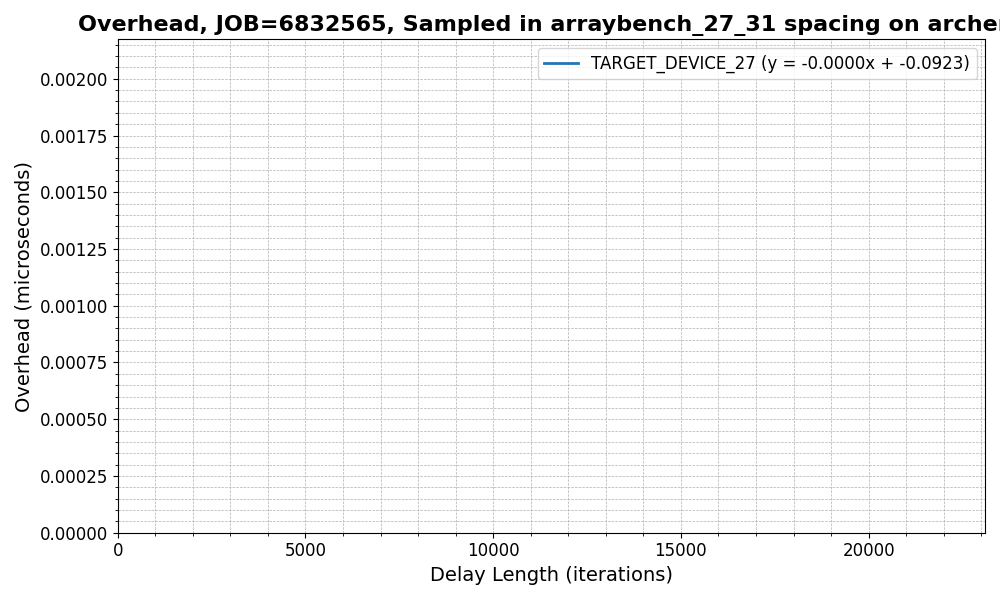 Overhead, JOB=6832565, Sampled in arraybench_27_31 spacing on archer
TARGET_DEVICE_27 (y = -0.0000x + -0.0923)
Overhead (microseconds)
0.00200
0.00175
0.00150
0.00125
0.00100
0.00075
0.00050
0.00025
0.00000
0 5000 10000 15000 20000
Delay Length (iterations)